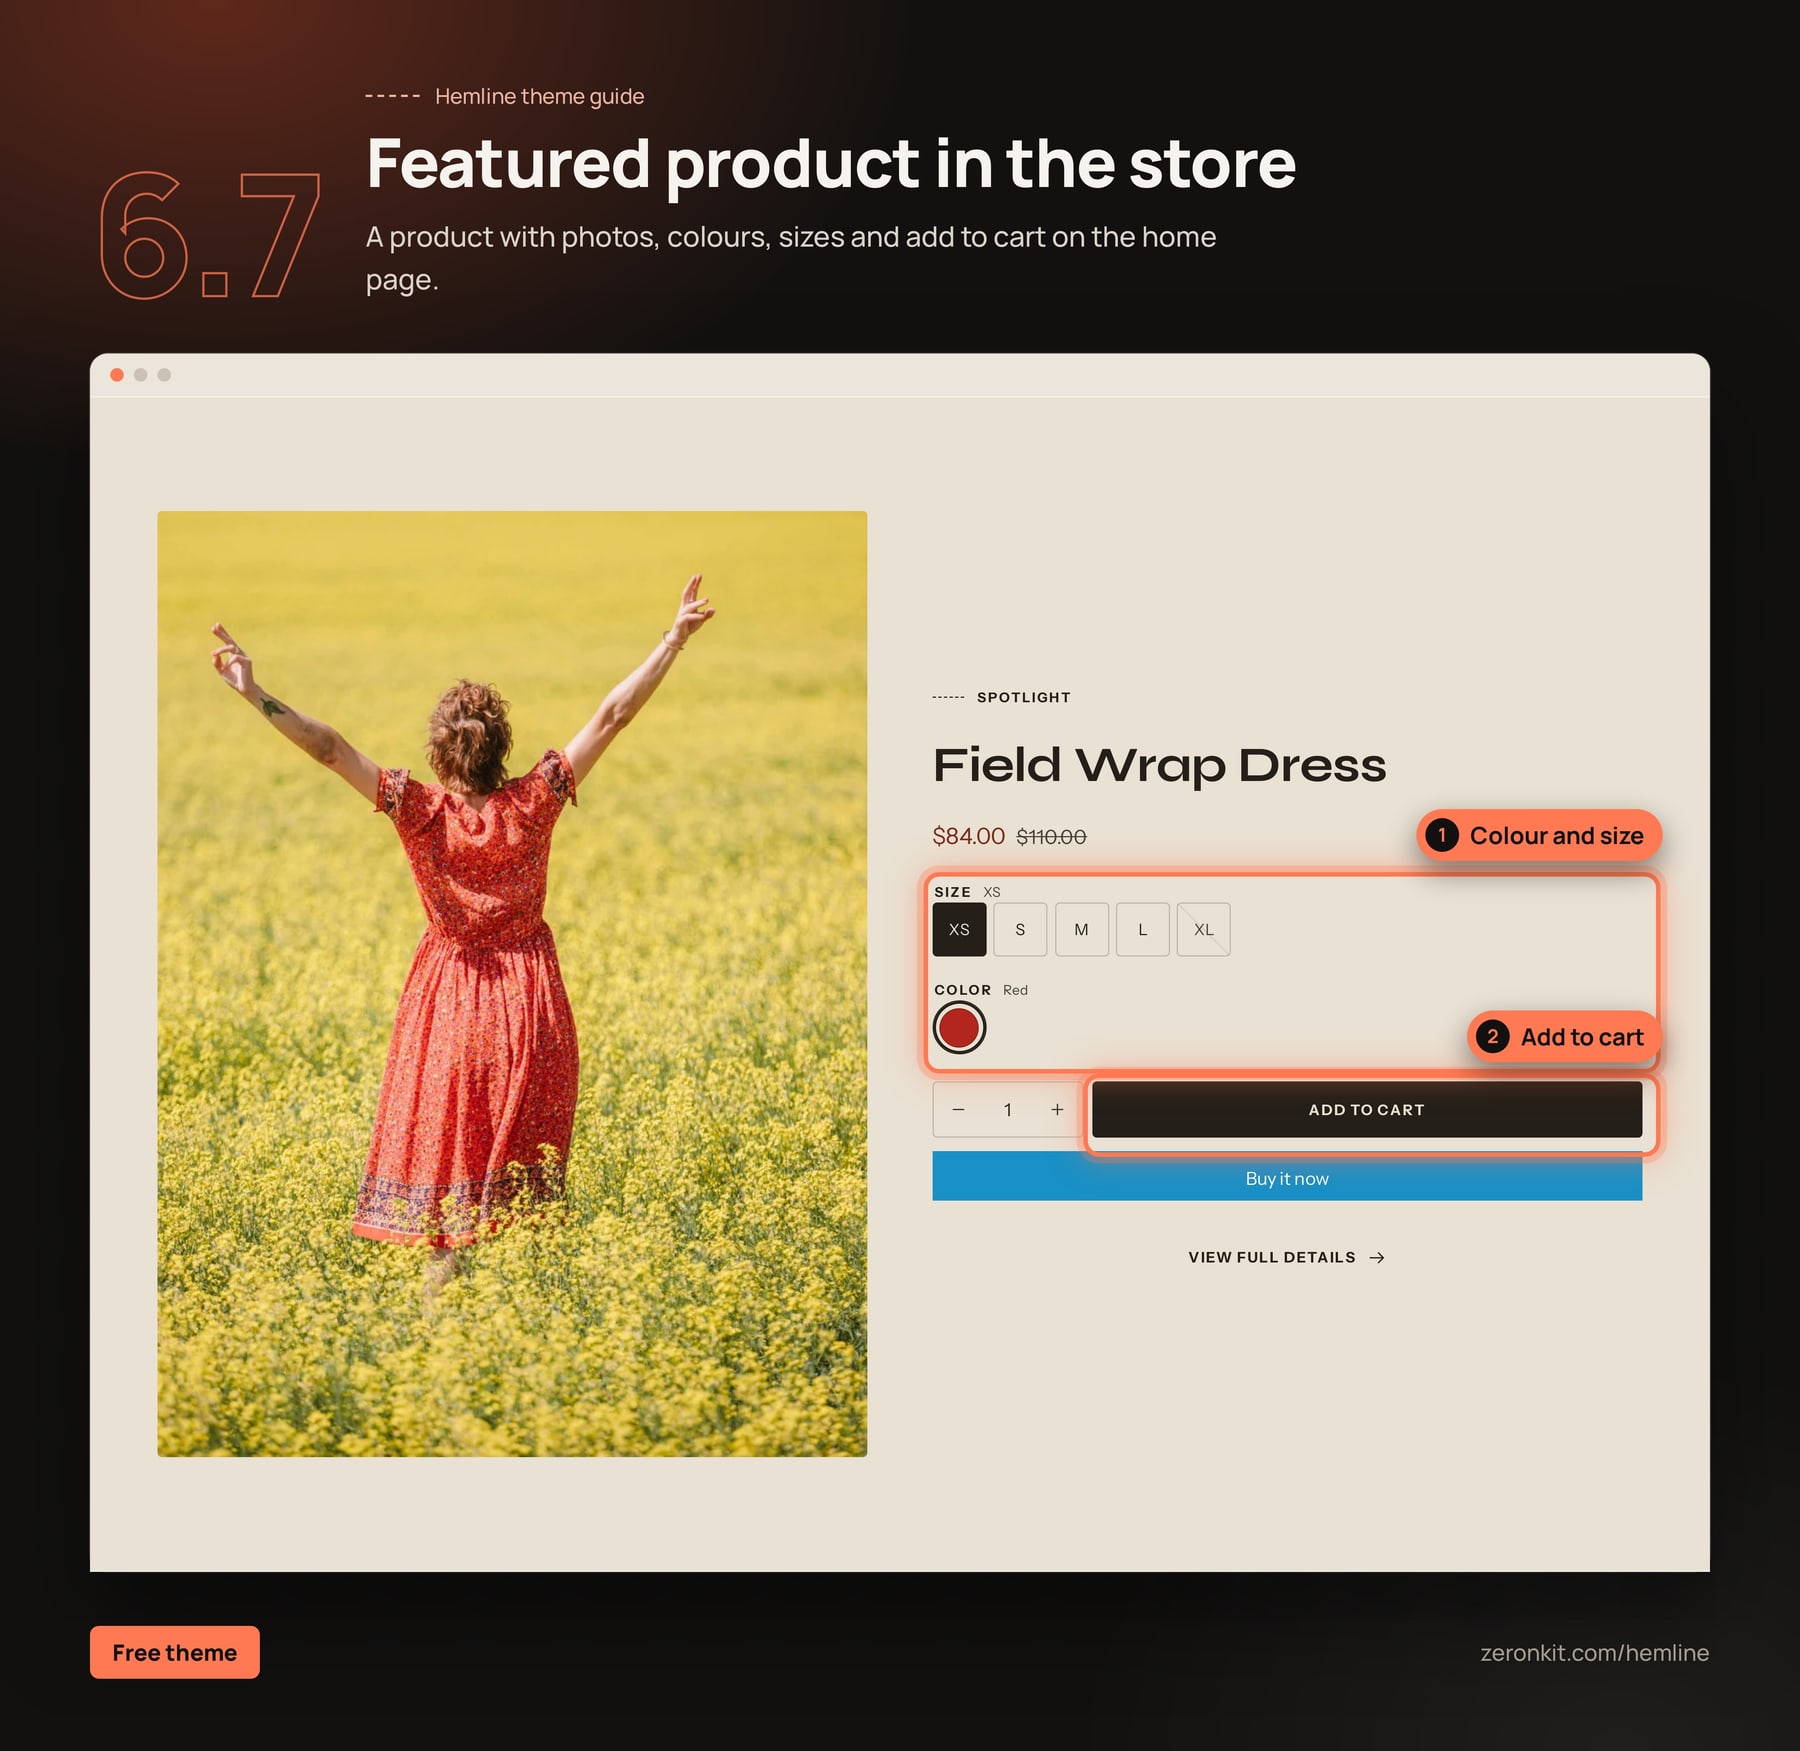 Hemline theme guide
6.7
Featured product in the store
A product with photos, colours, sizes and add to cart on the home
page.
SPOTLIGHT
Field Wrap Dress
$84.00 $110.00
1 Colour and size
SIZE XS
XS S M L XL
COLOR Red
2 Add to cart
− 1 +
ADD TO CART
Buy it now
VIEW FULL DETAILS →
Free theme
zeronkit.com/hemline